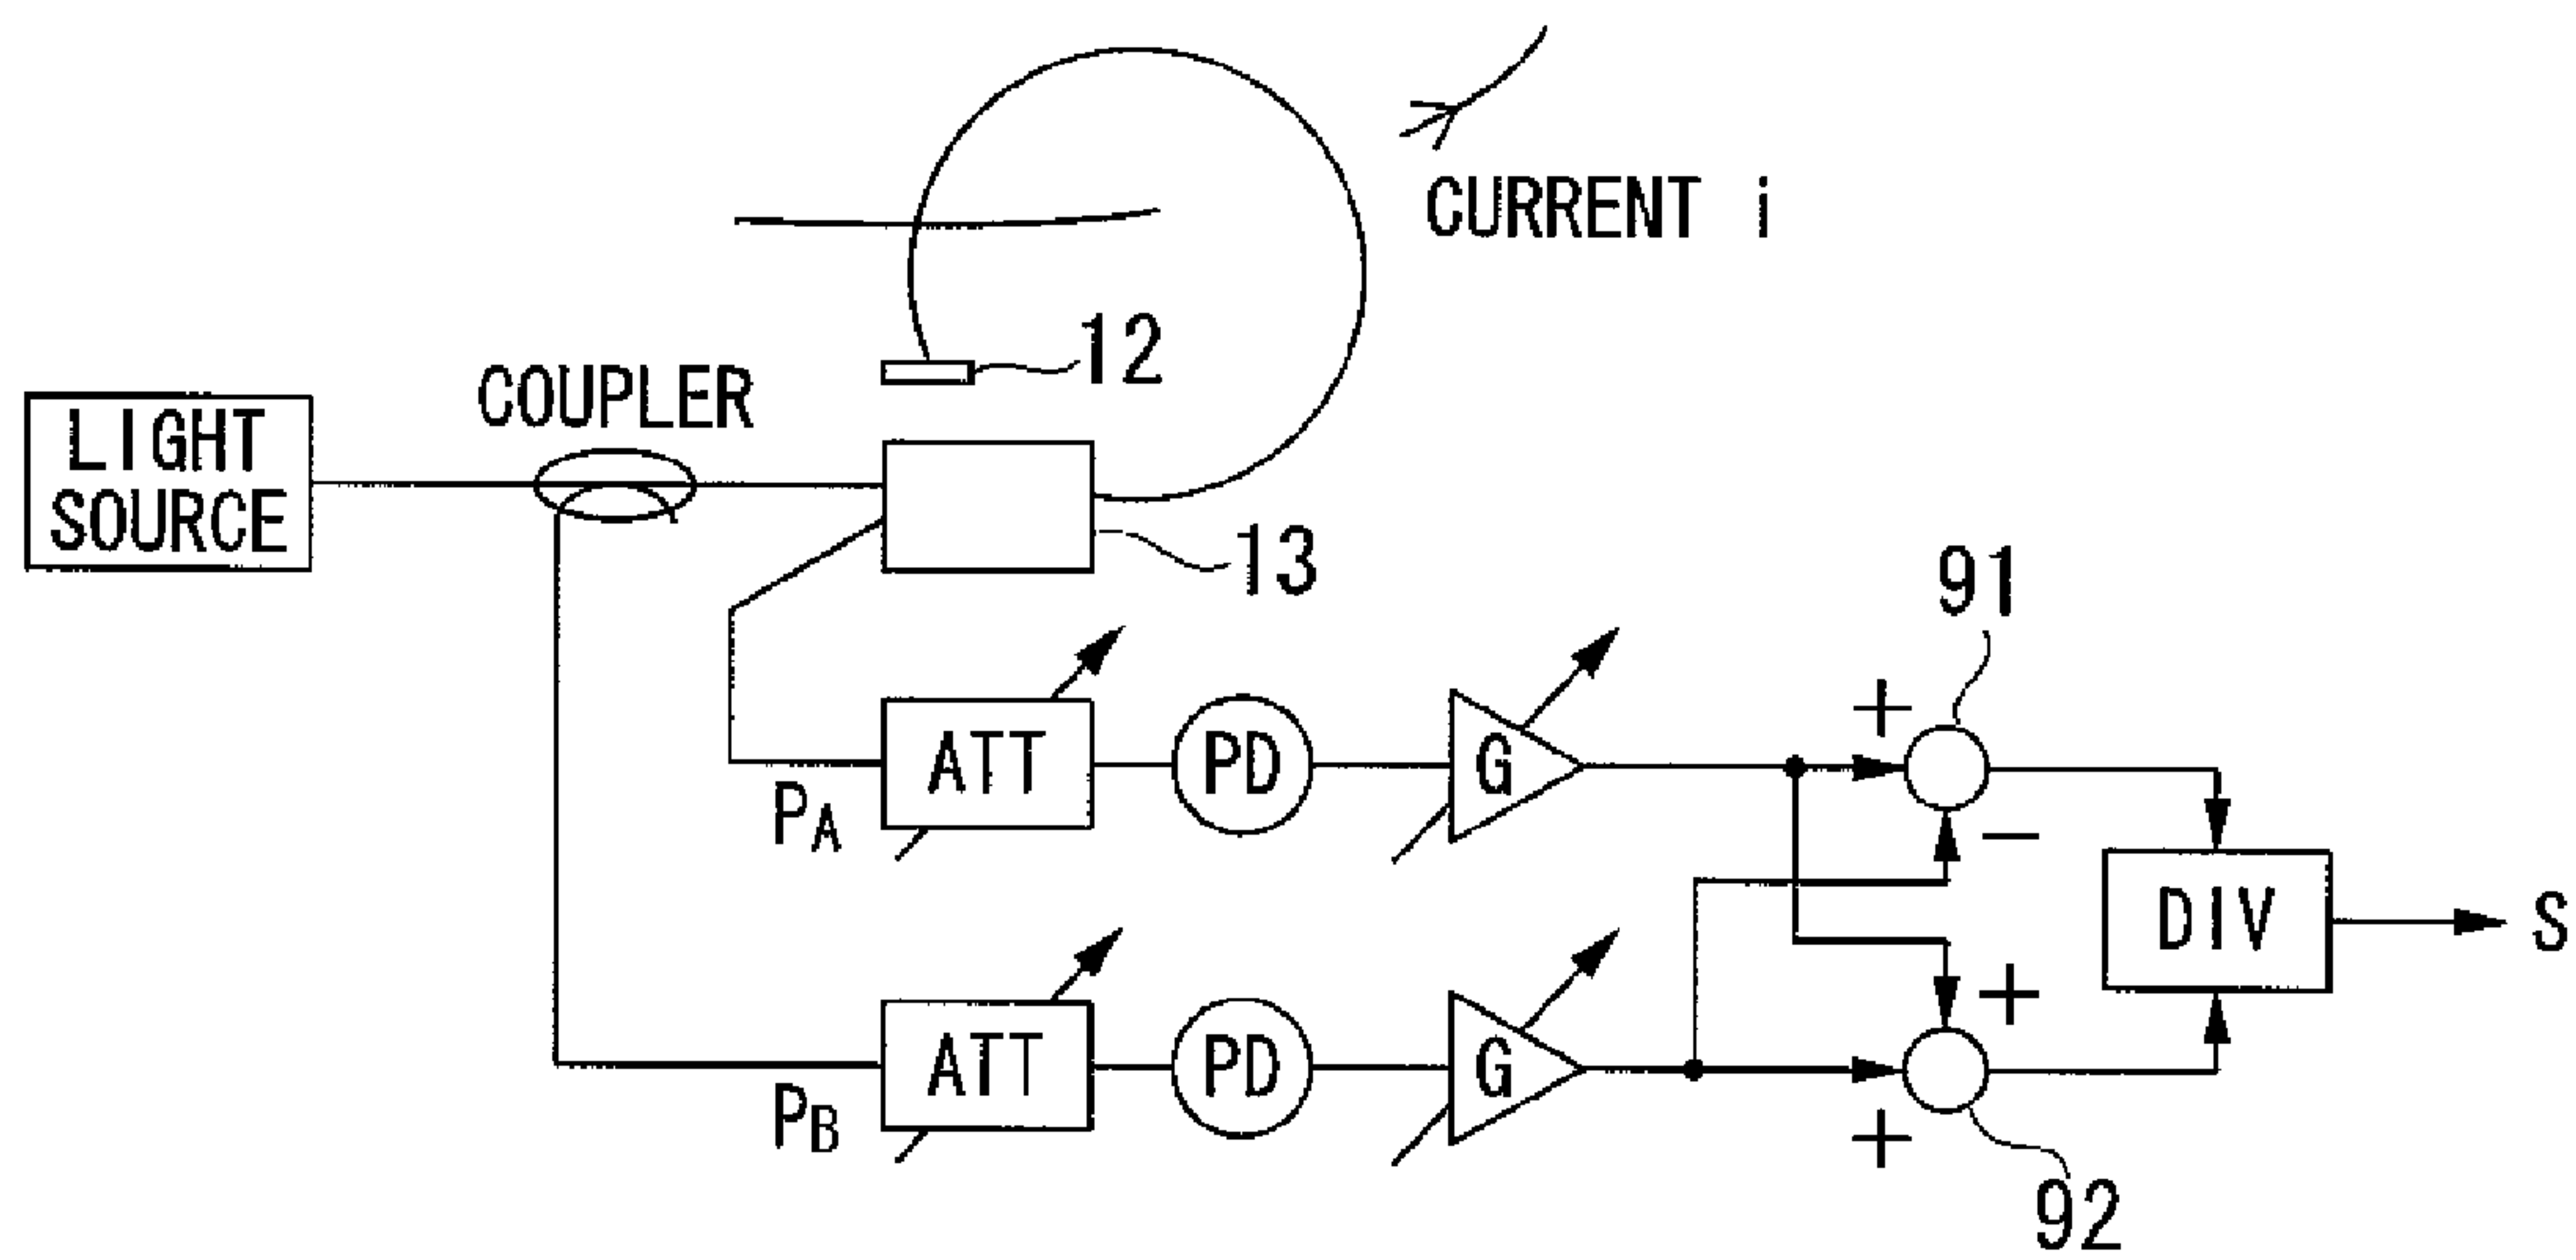 CURRENT i
12
COUPLER
LIGHT
SOURCE
13
91
+
ATT
PD
G
PA
−
DIV
S
+
ATT
PD
G
PB
+
92